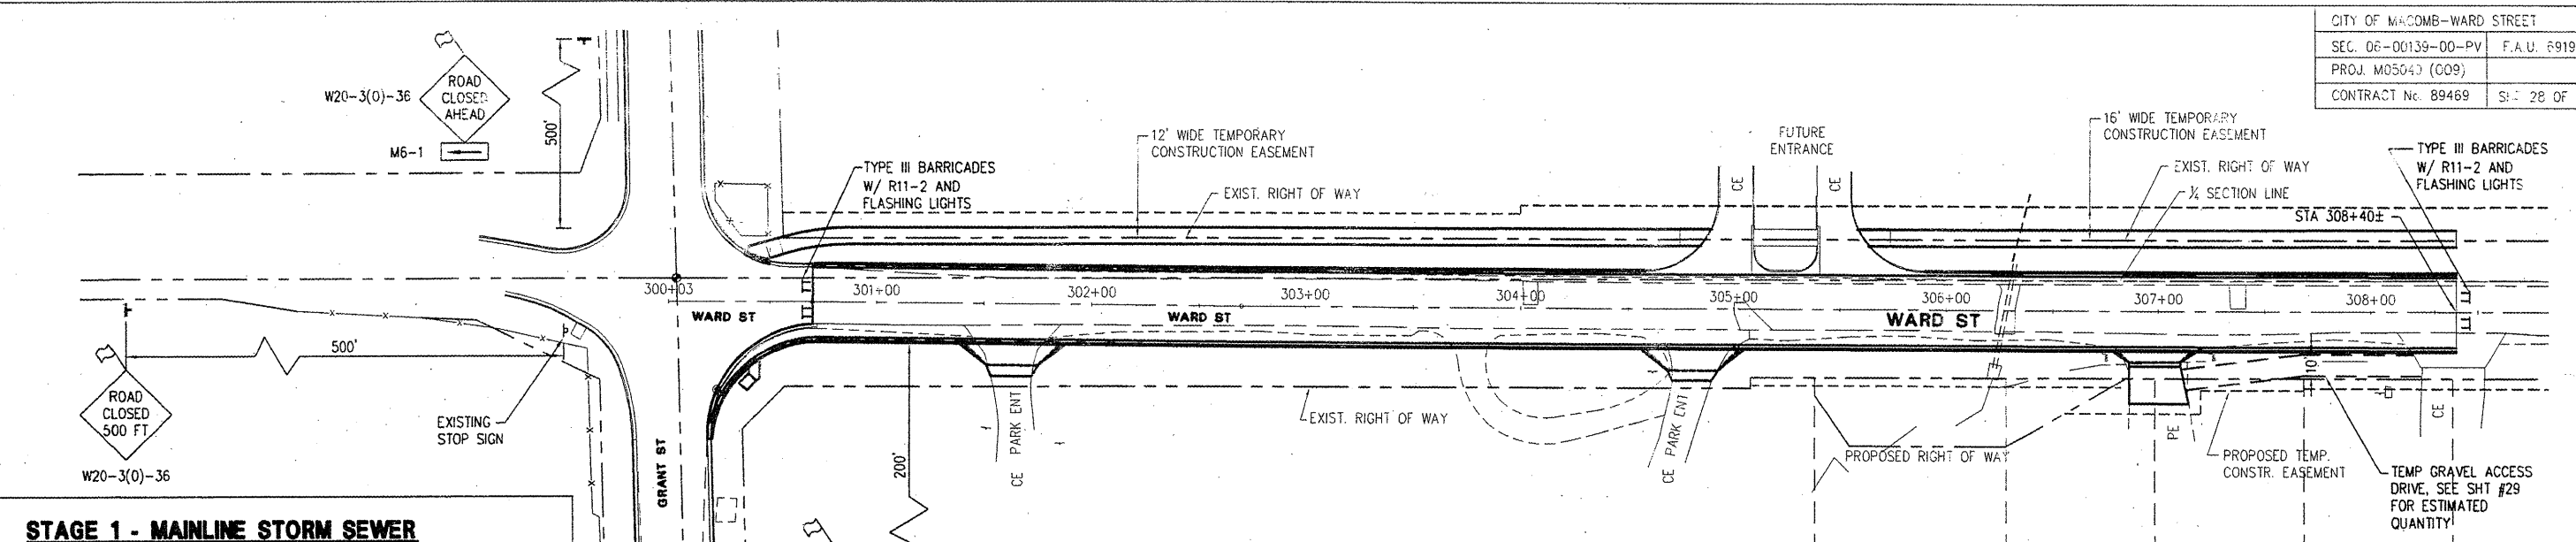 CITY OF MACOMB-WARD STREET
SEC. 06-00139-00-PV F.A.U. 6919
PROJ. M05040 (009)
CONTRACT No. 89469 28 OF
ROAD
CLOSED
AHEAD
W20-3(0)-36
M6-1
500'
TYPE III BARRICADES
W/ R11-2 AND
FLASHING LIGHTS
12' WIDE TEMPORARY
CONSTRUCTION EASEMENT
EXIST. RIGHT OF WAY
FUTURE
ENTRANCE
CE
CE
16' WIDE TEMPORARY
CONSTRUCTION EASEMENT
EXIST. RIGHT OF WAY
¼ SECTION LINE
TYPE III BARRICADES
W/ R11-2 AND
FLASHING LIGHTS
STA 308+40±
300+03
301+00
302+00
303+00
304+00
305+00
306+00
307+00
308+00
WARD ST
WARD ST
WARD ST
500'
ROAD
CLOSED
500 FT
W20-3(0)-36
EXISTING
STOP SIGN
GRANT ST
200'
CE PARK ENT
EXIST. RIGHT OF WAY
CE PARK ENT
PROPOSED RIGHT OF WAY
PE
10'
CE
PROPOSED TEMP.
CONSTR. EASEMENT
TEMP GRAVEL ACCESS
DRIVE, SEE SHT #29
FOR ESTIMATED
QUANTITY
STAGE 1 - MAINLINE STORM SEWER